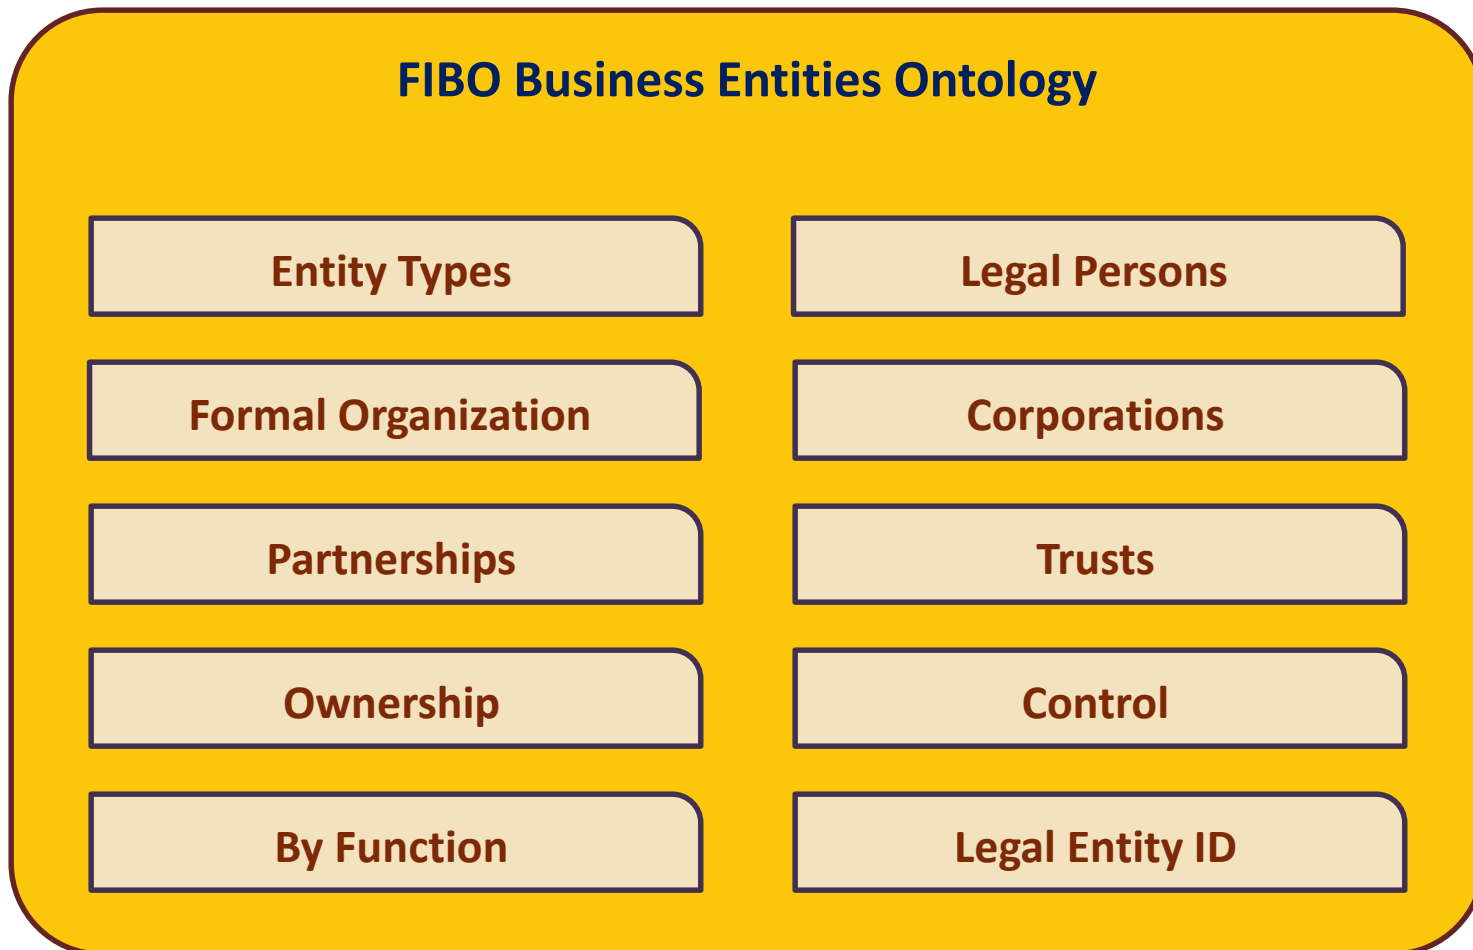 FIBO Business Entities Ontology
Entity Types
Legal Persons
Formal Organization
Corporations
Partnerships
Trusts
Ownership
Control
By Function
Legal Entity ID